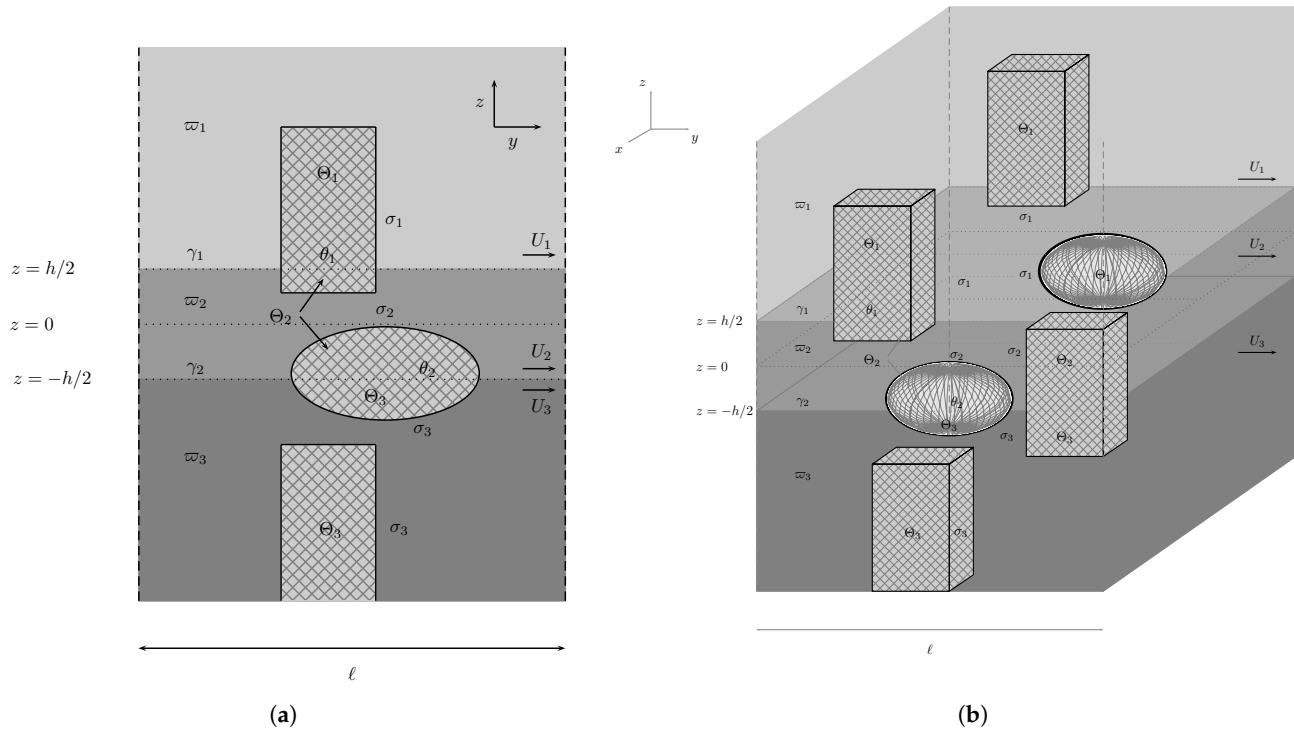 z
y
ϖ₁
Θ₁
σ₁
γ₁
θ₁
U₁
z = h/2
ϖ₂
Θ₂
σ₂
z = 0
U₂
γ₂
θ₂
z = −h/2
Θ₃
U₃
σ₃
ϖ₃
Θ₃
σ₃
ℓ
(a)
z
y
x
Θ₁
U₁
ϖ₁
σ₁
Θ₁
U₂
σ₁
Θ₁
σ₁
γ₁
θ₁
z = h/2
ϖ₂
σ₂
U₃
Θ₂
σ₂
Θ₂
z = 0
γ₂
θ₂
z = −h/2
Θ₃
σ₃
Θ₃
ϖ₃
Θ₃
σ₃
ℓ
(b)